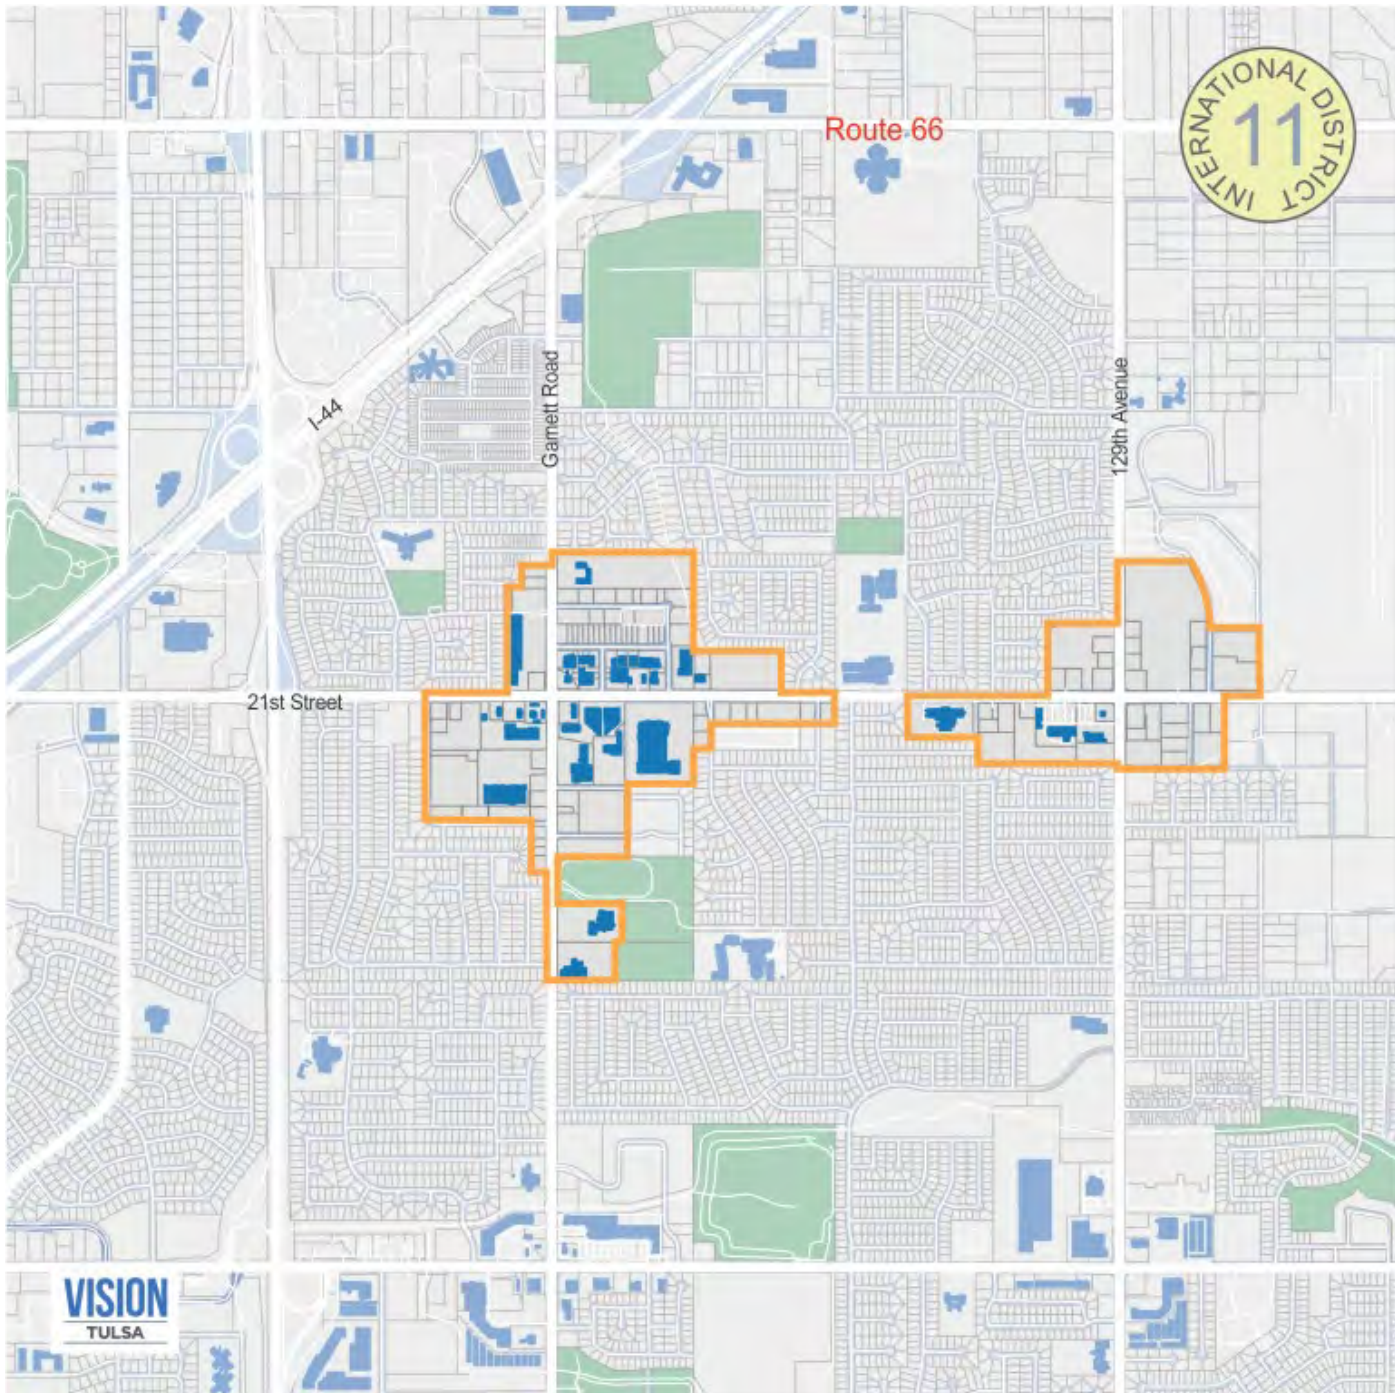 INTERNATIONAL DISTRICT
11
Route 66
I-44
Garnett Road
129th Avenue
21st Street
VISION
TULSA